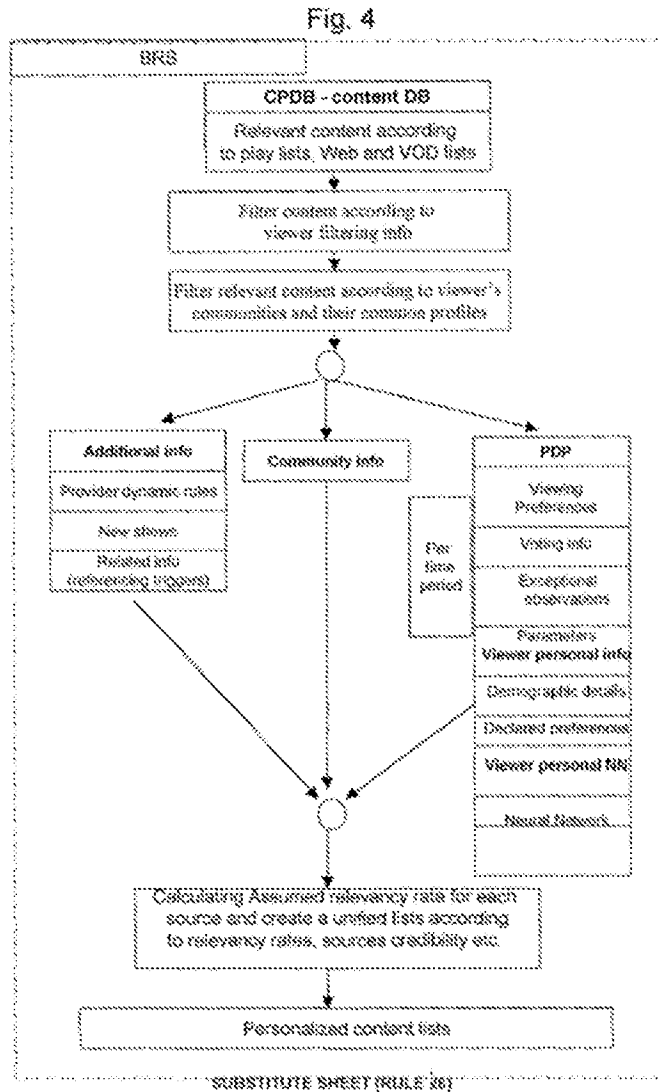 Fig. 4
BRS
CPDB - content DB
Relevant content according
to play lists, Web and VOD lists
Filter content according to
viewer filtering info
Filter relevant content according to viewer's
communities and their common profiles
Additional info
Provider dynamic rules
New shows
Related info
(referencing triggers)
Community info
Per
time
period
PDP
Viewing
Preferences
Voting info
Exceptional
observations
Parameters
Viewer personal info
Demographic details
Declared preferences
Viewer personal NN
Neural Network
Calculating Assumed relevancy rate for each
source and create a unified lists according
to relevancy rates, sources credibility etc.
Personalized content lists
SUBSTITUTE SHEET (RULE 26)